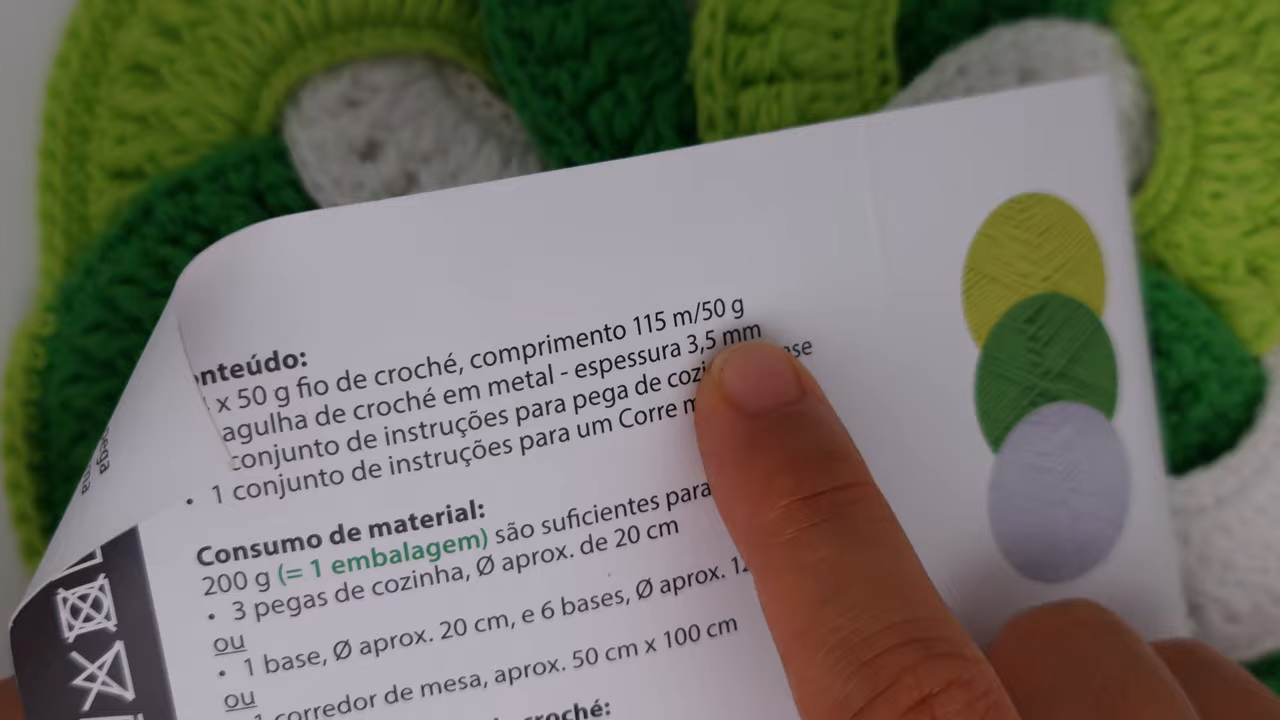 nteúdo:
x 50 g fio de croché, comprimento 115 m/50 g
agulha de croché em metal - espessura 3,5 mm
conjunto de instruções para pega de
• 1 conjunto de instruções para um Corre
Consumo de material:
200 g (= 1 embalagem) são suficientes para
• 3 pegas de cozinha, Ø aprox. de 20 cm
ou
• 1 base, Ø aprox. 20 cm, e 6 bases, Ø aprox.
ou
1 corredor de mesa, aprox. 50 cm x 100 cm
croché: